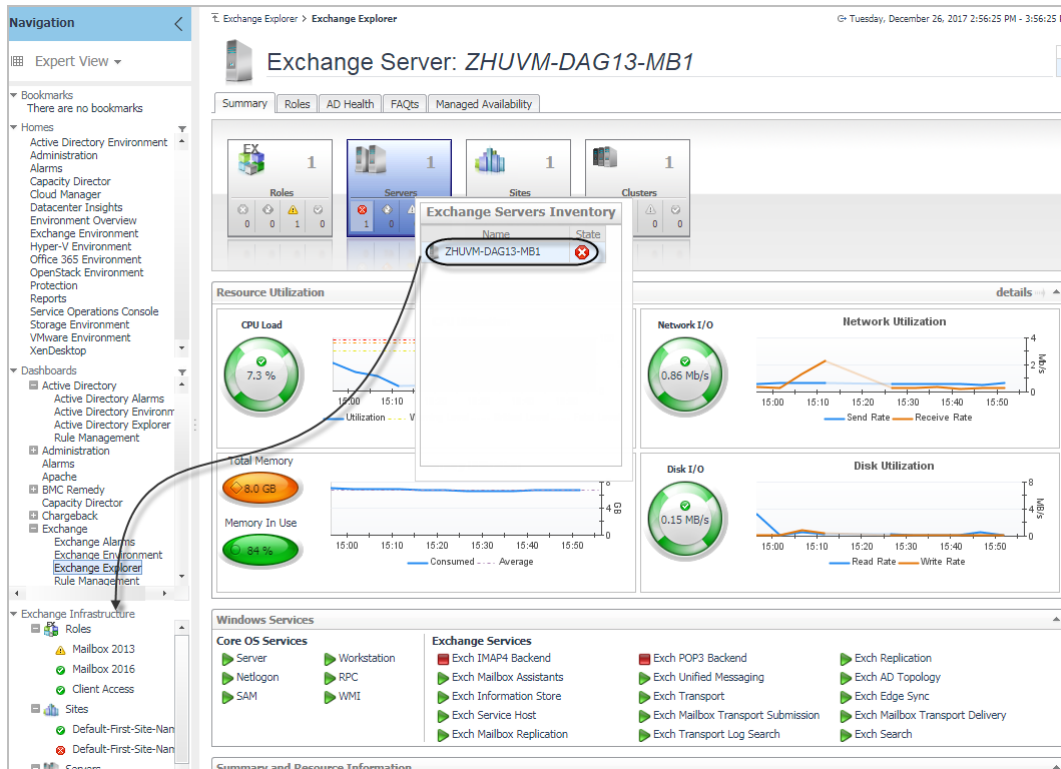 Navigation
Expert View
Bookmarks
There are no bookmarks
Homes
Active Directory Environment
Administration
Alarms
Capacity Director
Cloud Manager
Datacenter Insights
Environment Overview
Exchange Environment
Hyper-V Environment
Office 365 Environment
OpenStack Environment
Protection
Reports
Service Operations Console
Storage Environment
VMware Environment
XenDesktop
Dashboards
Active Directory
Active Directory Alarms
Active Directory Environm
Active Directory Explorer
Rule Management
Administration
Alarms
Apache
BMC Remedy
Capacity Director
Chargeback
Exchange
Exchange Alarms
Exchange Environment
Exchange Explorer
Rule Management
Exchange Infrastructure
Roles
Mailbox 2013
Mailbox 2016
Client Access
Sites
Default-First-Site-Nam
Default-First-Site-Nam
Servers
Exchange Explorer > Exchange Explorer
Tuesday, December 26, 2017 2:56:25 PM - 3:56:25
Exchange Server: ZHUVM-DAG13-MB1
Summary Roles AD Health FAQts Managed Availability
EX 1 1 1 1
Roles Servers Sites Clusters
0 0 1 0 1 0 0 0
Exchange Servers Inventory
Name State
ZHUVM-DAG13-MB1
Resource Utilization details
CPU Load
7.3 %
15:00 15:10
Utilization
Network I/O Network Utilization
0.86 Mb/s
4
2
0
Mb/s
15:00 15:10 15:20 15:30 15:40 15:50
Send Rate Receive Rate
Total Memory
8.0 GB
Memory In Use
84 %
4
0
GB
15:00 15:10 15:20 15:30 15:40 15:50
Consumed Average
Disk I/O Disk Utilization
0.15 MB/s
8
4
0
MB/s
15:00 15:10 15:20 15:30 15:40 15:50
Read Rate Write Rate
Windows Services
Core OS Services
Server Workstation
Netlogon RPC
SAM WMI
Exchange Services
Exch IMAP4 Backend Exch POP3 Backend Exch Replication
Exch Mailbox Assistants Exch Unified Messaging Exch AD Topology
Exch Information Store Exch Transport Exch Edge Sync
Exch Service Host Exch Mailbox Transport Submission Exch Mailbox Transport Delivery
Exch Mailbox Replication Exch Transport Log Search Exch Search
Summary and Resource Information